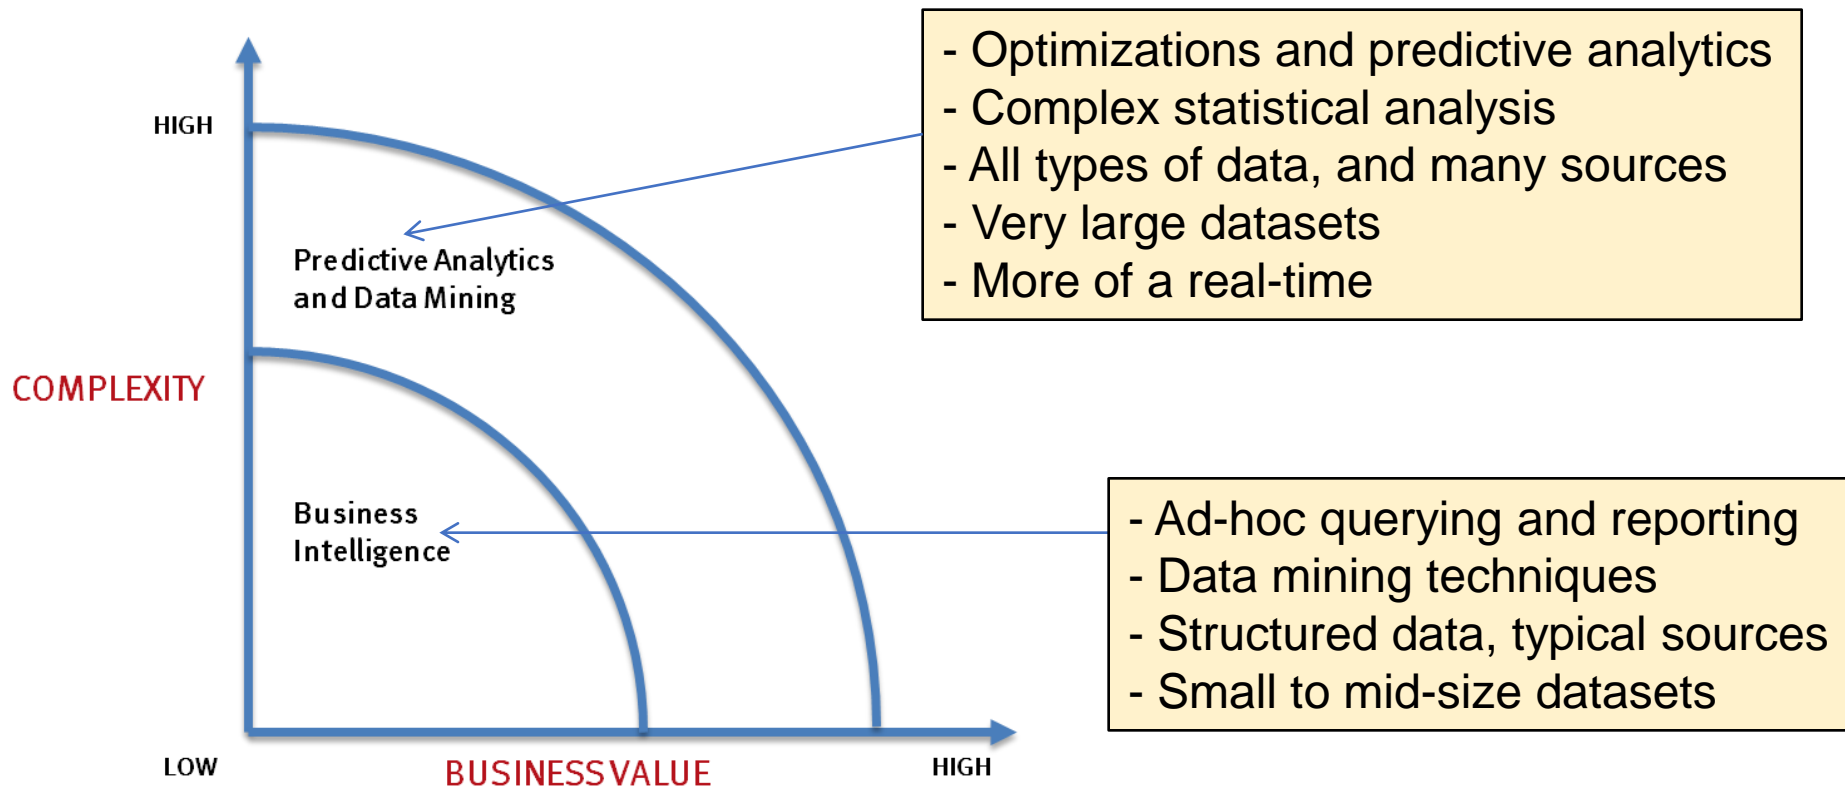 - Optimizations and predictive analytics
- Complex statistical analysis
- All types of data, and many sources
- Very large datasets
- More of a real-time
HIGH
Predictive Analytics
and Data Mining
COMPLEXITY
Business
Intelligence
- Ad-hoc querying and reporting
- Data mining techniques
- Structured data, typical sources
- Small to mid-size datasets
LOW
BUSINESS VALUE
HIGH